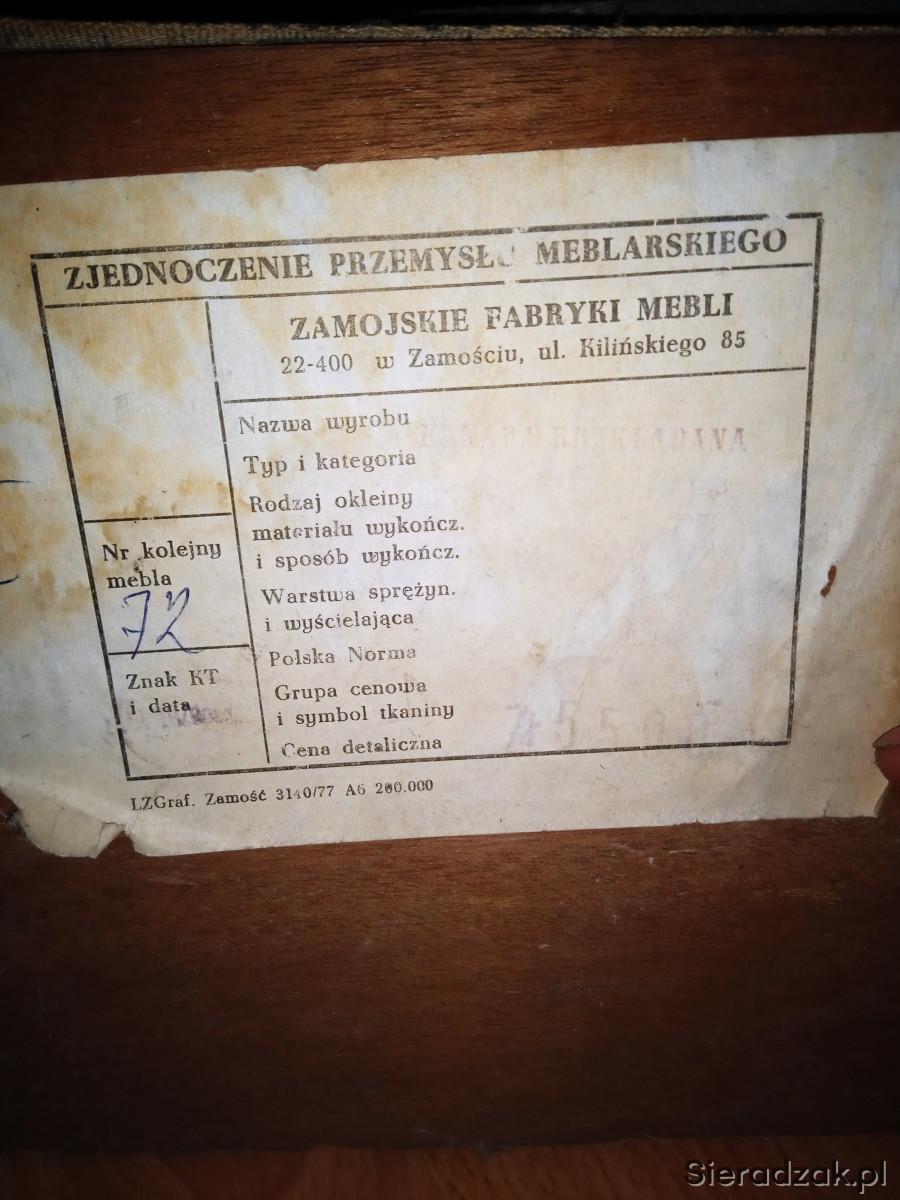 ZJEDNOCZENIE PRZEMYSŁU MEBLARSKIEGO
ZAMOJSKIE FABRYKI MEBLI
22-400 w Zamościu, ul. Kilińskiego 85
Nazwa wyrobu
Typ i kategoria
Rodzaj okleiny
materiału wykończ.
i sposób wykończ.
Warstwa sprężyn.
i wyścielająca
Polska Norma
Grupa cenowa
i symbol tkaniny
Cena detaliczna
Nr kolejny
mebla
72
Znak KT
i data
LZGraf. Zamość 3140/77 A6 200.000
Sieradzak.pl